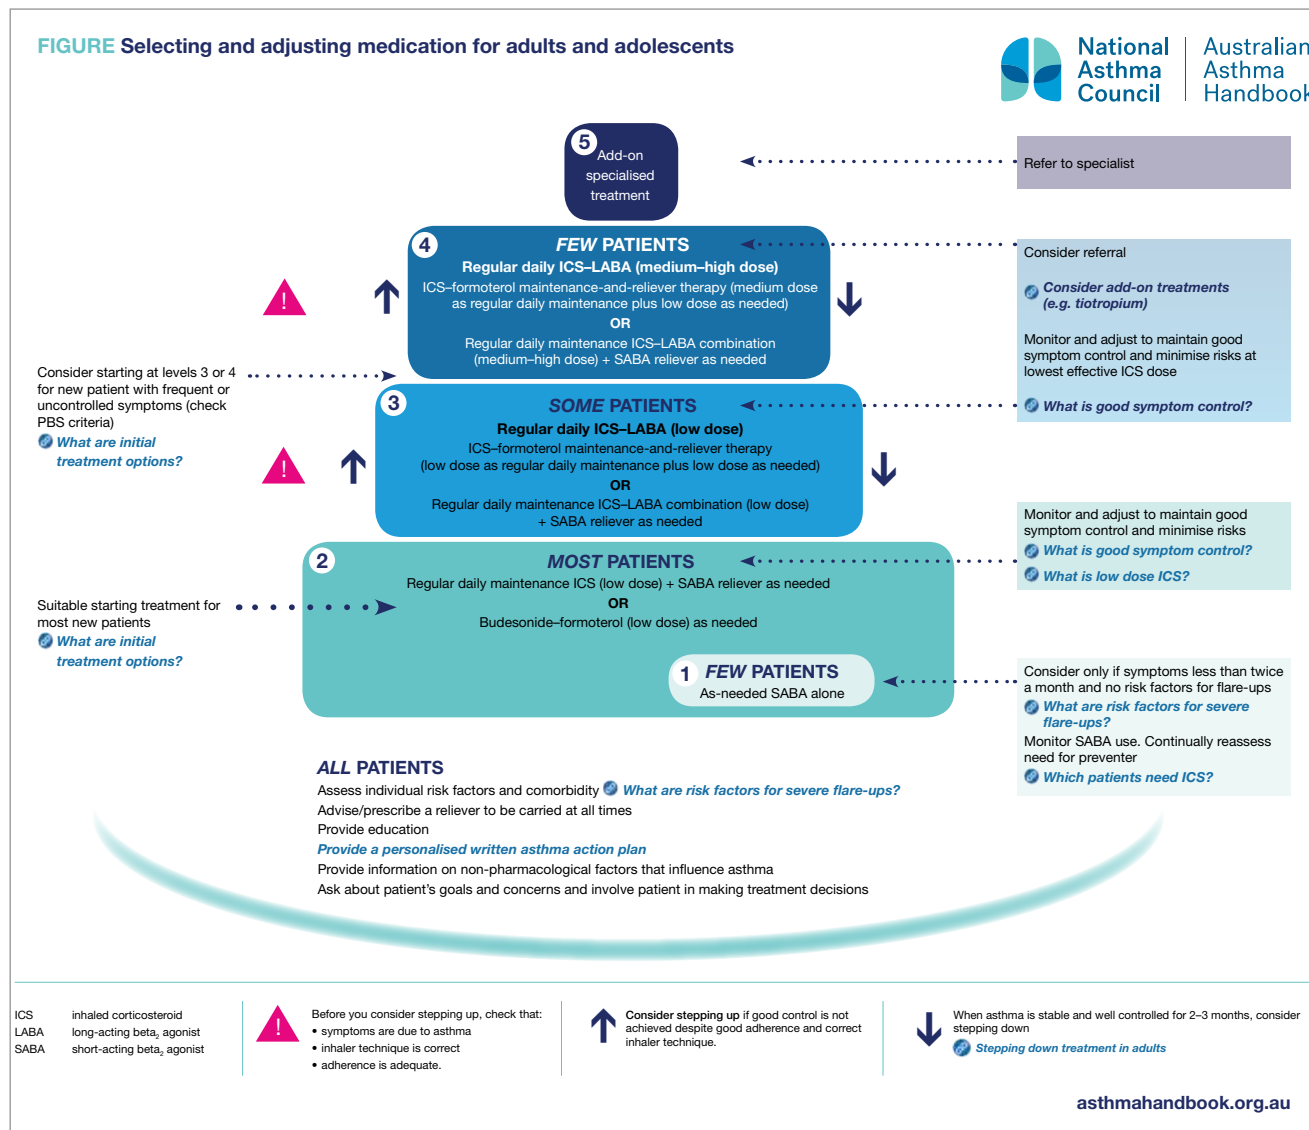 FIGURE Selecting and adjusting medication for adults and adolescents
National
Asthma
Council
Australian
Asthma
Handbook
5
Add-on
specialised
treatment
Refer to specialist
4
FEW PATIENTS
Regular daily ICS–LABA (medium–high dose)
ICS–formoterol maintenance-and-reliever therapy (medium dose
as regular daily maintenance plus low dose as needed)
OR
Regular daily maintenance ICS–LABA combination
(medium–high dose) + SABA reliever as needed
!
Consider referral
Consider add-on treatments
(e.g. tiotropium)
Monitor and adjust to maintain good
symptom control and minimise risks at
lowest effective ICS dose
What is good symptom control?
Consider starting at levels 3 or 4
for new patient with frequent or
uncontrolled symptoms (check
PBS criteria)
What are initial
treatment options?
3
SOME PATIENTS
Regular daily ICS–LABA (low dose)
ICS–formoterol maintenance-and-reliever therapy
(low dose as regular daily maintenance plus low dose as needed)
OR
Regular daily maintenance ICS–LABA combination (low dose)
+ SABA reliever as needed
!
2
MOST PATIENTS
Regular daily maintenance ICS (low dose) + SABA reliever as needed
OR
Budesonide–formoterol (low dose) as needed
Monitor and adjust to maintain good
symptom control and minimise risks
What is good symptom control?
What is low dose ICS?
Suitable starting treatment for
most new patients
What are initial
treatment options?
1
FEW PATIENTS
As-needed SABA alone
Consider only if symptoms less than twice
a month and no risk factors for flare-ups
What are risk factors for severe
flare-ups?
Monitor SABA use. Continually reassess
need for preventer
Which patients need ICS?
ALL PATIENTS
Assess individual risk factors and comorbidity What are risk factors for severe flare-ups?
Advise/prescribe a reliever to be carried at all times
Provide education
Provide a personalised written asthma action plan
Provide information on non-pharmacological factors that influence asthma
Ask about patient's goals and concerns and involve patient in making treatment decisions
ICS inhaled corticosteroid
LABA long-acting beta₂ agonist
SABA short-acting beta₂ agonist
!
Before you consider stepping up, check that:
• symptoms are due to asthma
• inhaler technique is correct
• adherence is adequate.
Consider stepping up if good control is not
achieved despite good adherence and correct
inhaler technique.
When asthma is stable and well controlled for 2–3 months, consider
stepping down
Stepping down treatment in adults
asthmahandbook.org.au